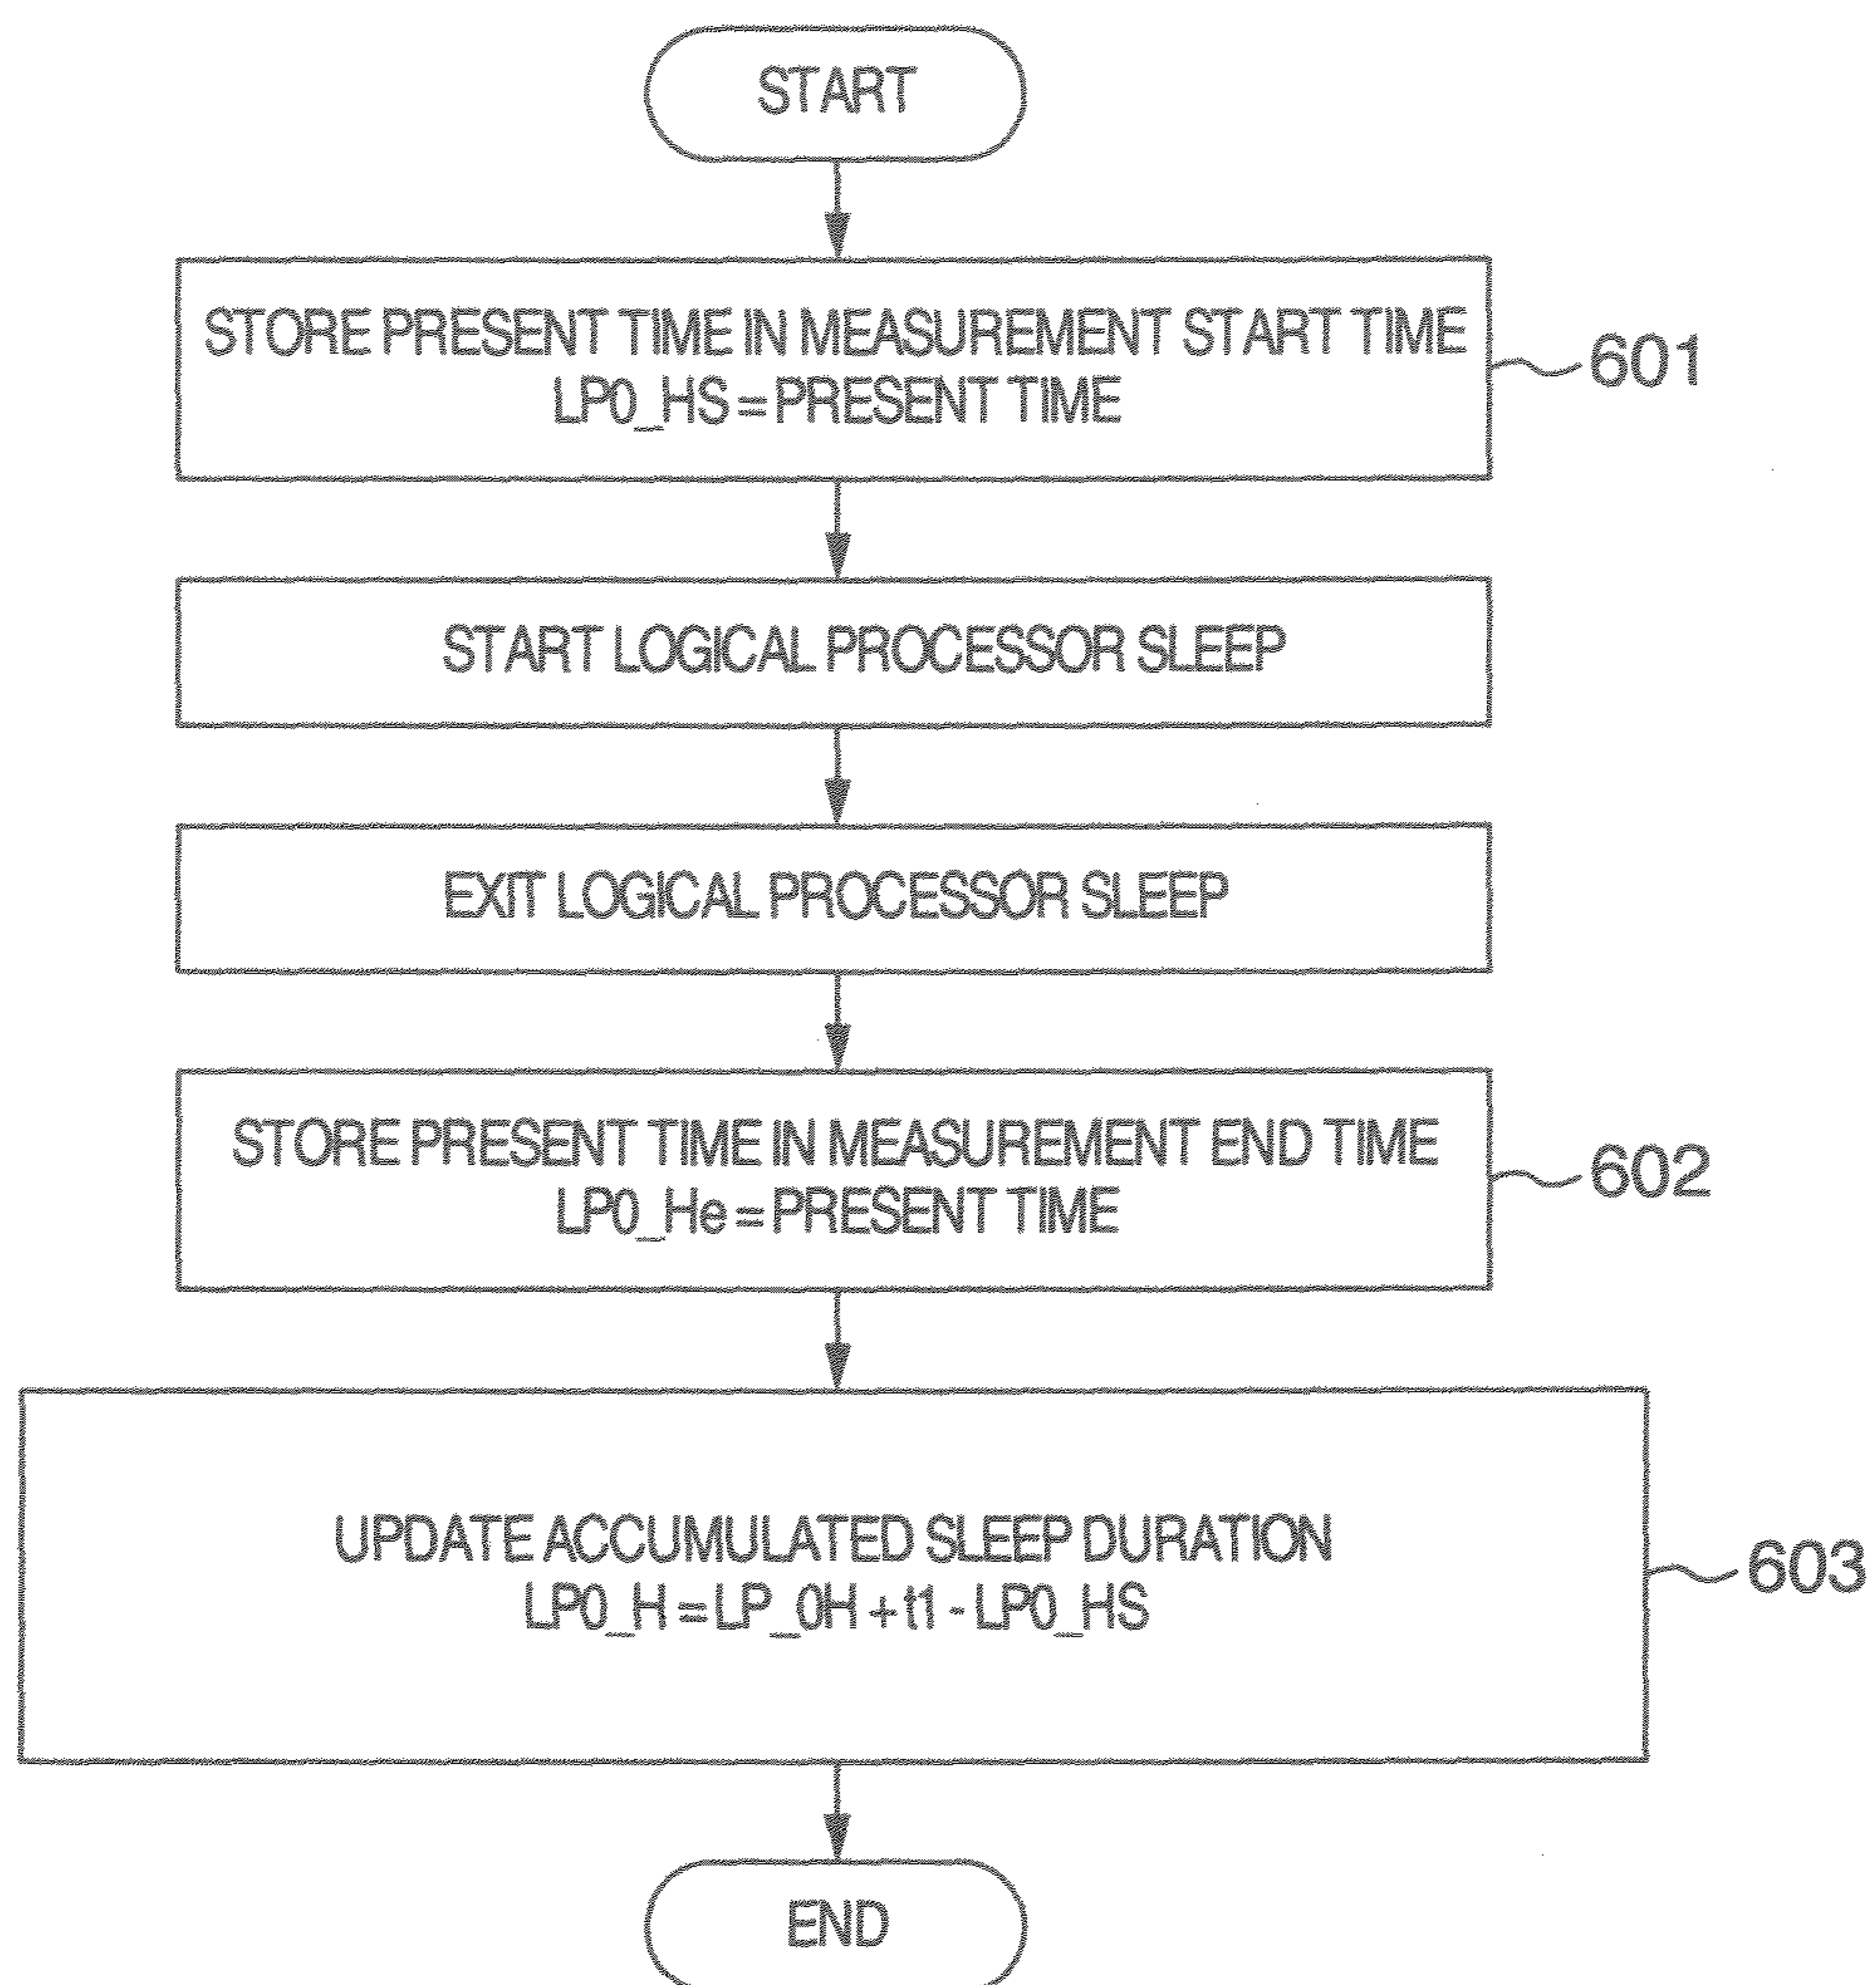 START
STORE PRESENT TIME IN MEASUREMENT START TIME
LP0_HS = PRESENT TIME
601
START LOGICAL PROCESSOR SLEEP
EXIT LOGICAL PROCESSOR SLEEP
STORE PRESENT TIME IN MEASUREMENT END TIME
LP0_He = PRESENT TIME
602
UPDATE ACCUMULATED SLEEP DURATION
LP0_H = LP_0H + t1 - LP0_HS
603
END